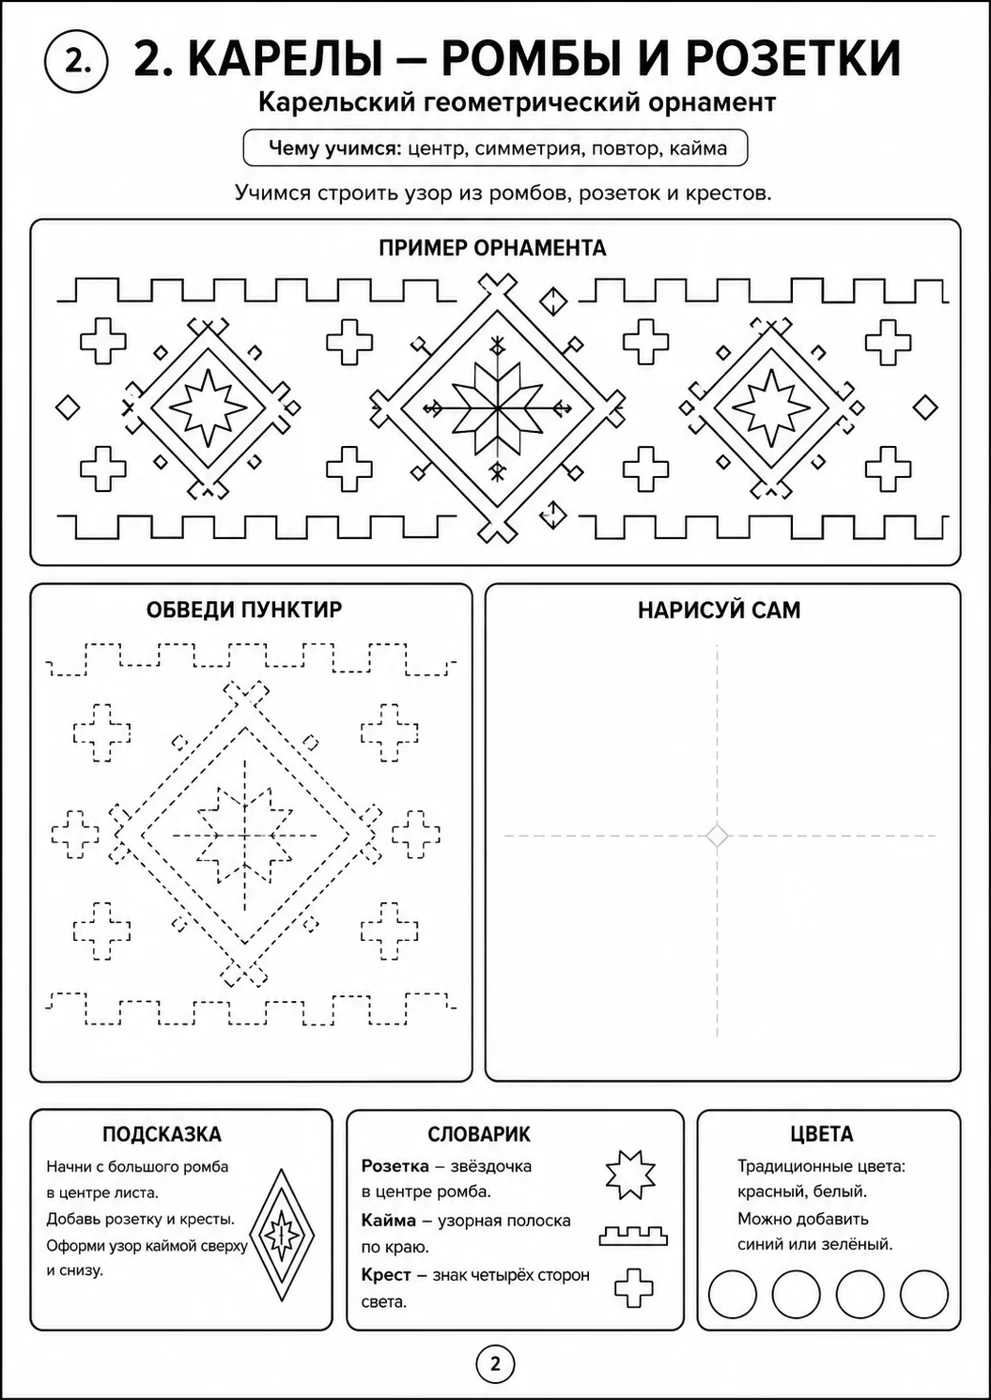 2.
2. КАРЕЛЫ – РОМБЫ И РОЗЕТКИ
Карельский геометрический орнамент
Чему учимся: центр, симметрия, повтор, кайма
Учимся строить узор из ромбов, розеток и крестов.
ПРИМЕР ОРНАМЕНТА
ОБВЕДИ ПУНКТИР
НАРИСУЙ САМ
ПОДСКАЗКА
Начни с большого ромба
в центре листа.
Добавь розетку и кресты.
Оформи узор каймой сверху
и снизу.
СЛОВАРИК
Розетка – звёздочка
в центре ромба.
Кайма – узорная полоска
по краю.
Крест – знак четырёх сторон
света.
ЦВЕТА
Традиционные цвета:
красный, белый.
Можно добавить
синий или зелёный.
2